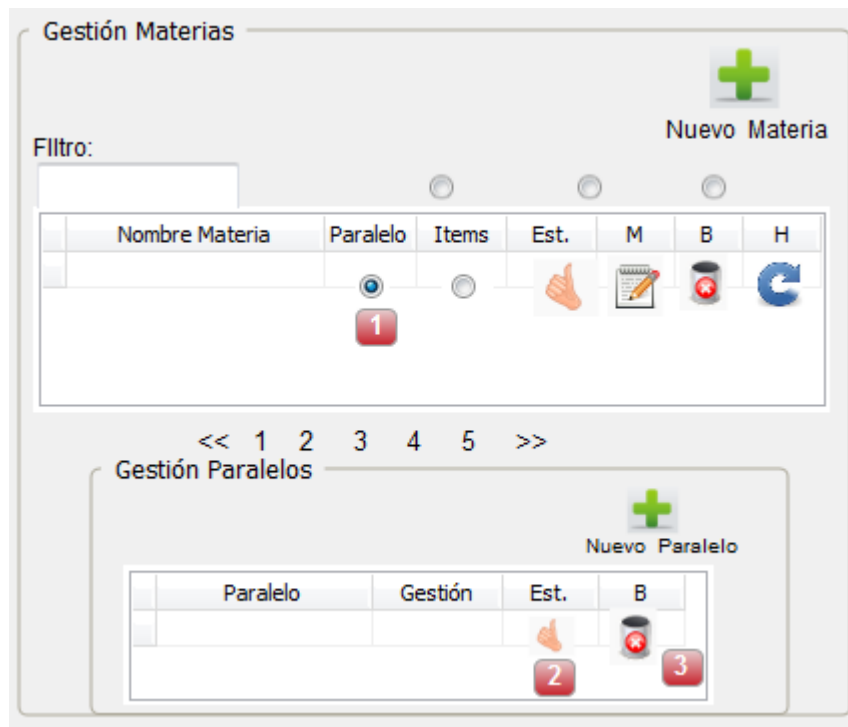 Gestión Materias
Nuevo Materia
FIltro:
Nombre Materia Paralelo Items Est. M B H
1
<< 1 2 3 4 5 >>
Gestión Paralelos
Nuevo Paralelo
Paralelo Gestión Est. B
2 3